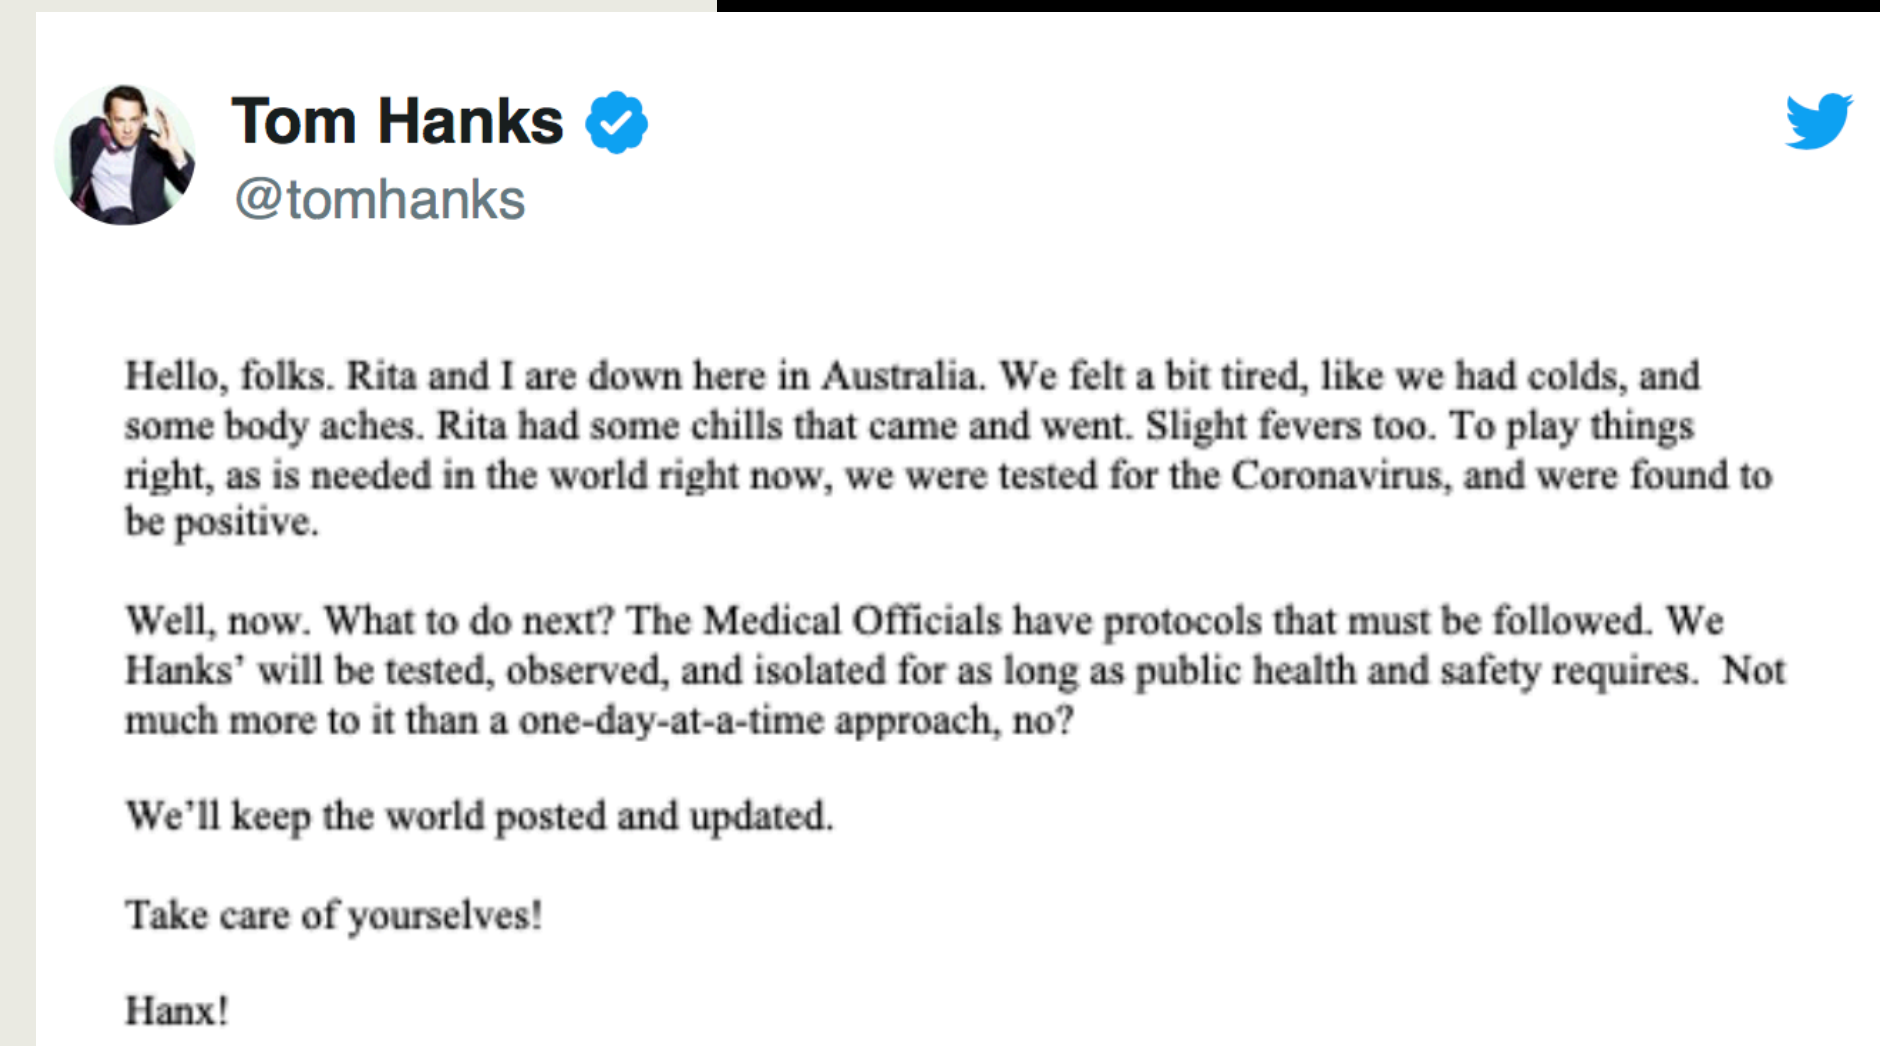 Tom Hanks
@tomhanks
Hello, folks. Rita and I are down here in Australia. We felt a bit tired, like we had colds, and
some body aches. Rita had some chills that came and went. Slight fevers too. To play things
right, as is needed in the world right now, we were tested for the Coronavirus, and were found to
be positive.
Well, now. What to do next? The Medical Officials have protocols that must be followed. We
Hanks’ will be tested, observed, and isolated for as long as public health and safety requires.  Not
much more to it than a one-day-at-a-time approach, no?
We’ll keep the world posted and updated.
Take care of yourselves!
Hanx!